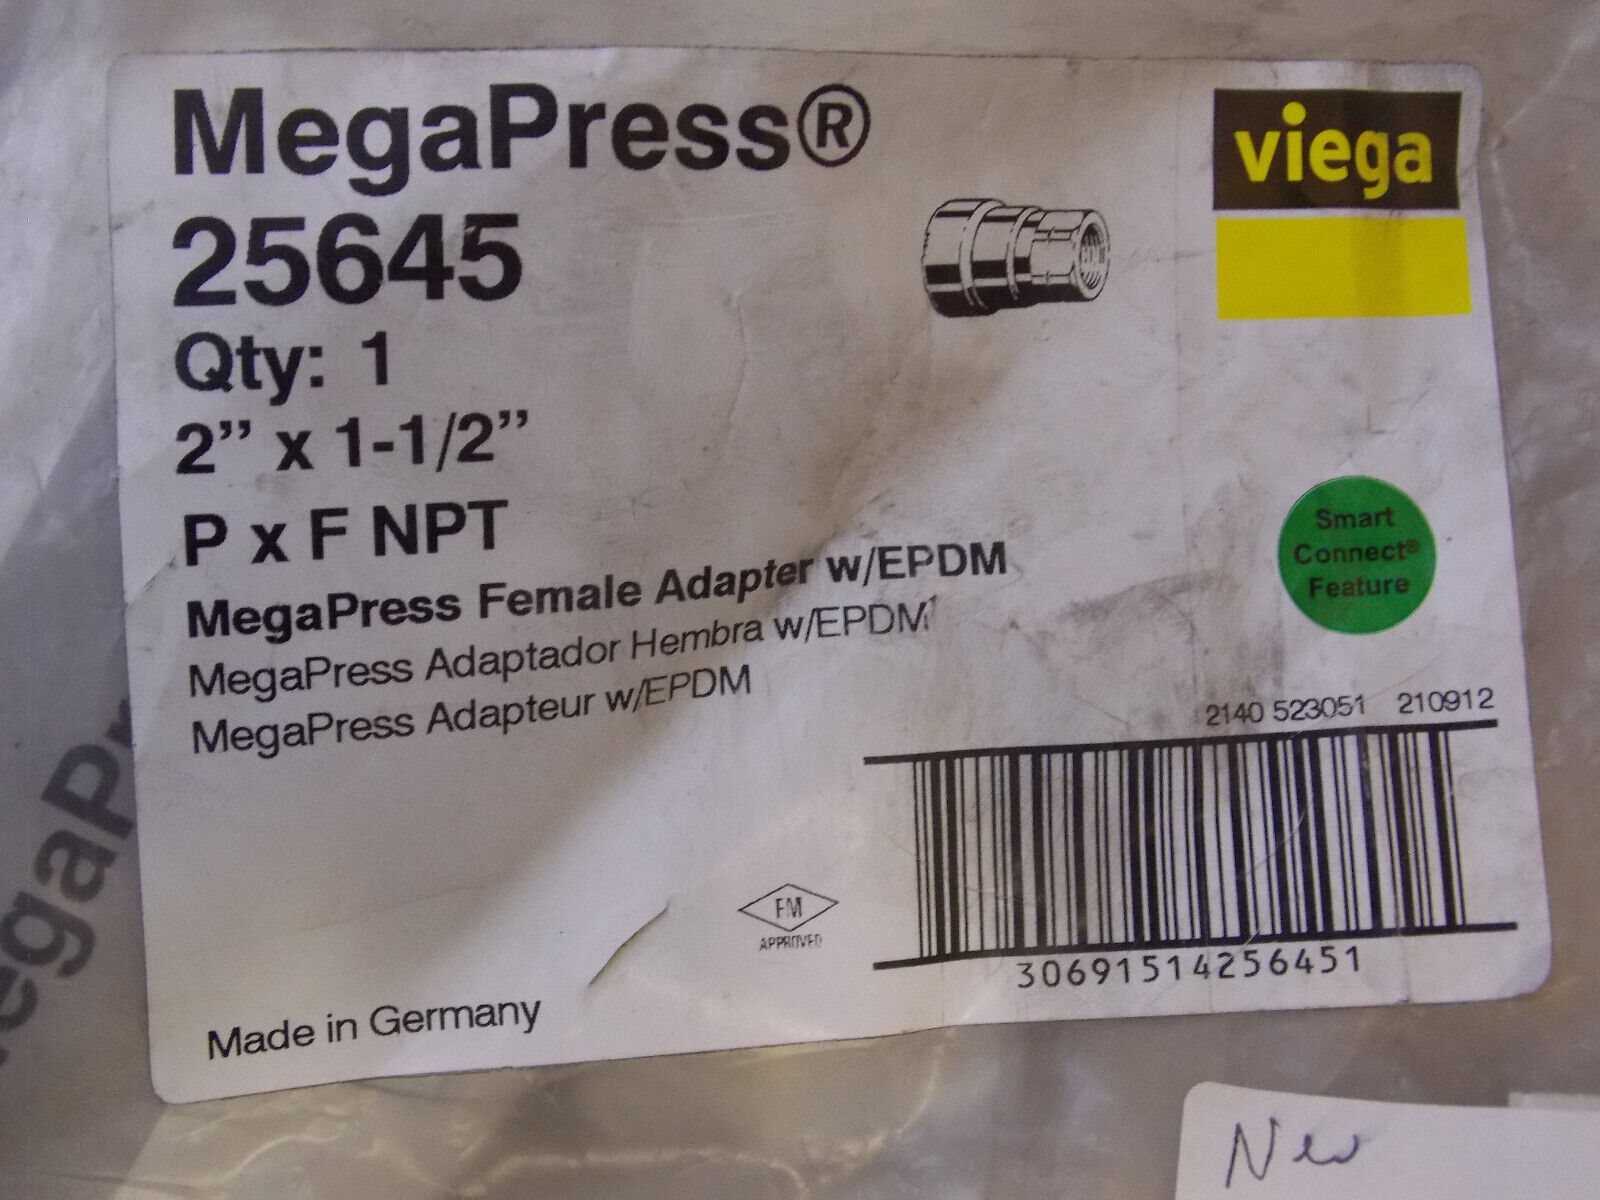 MegaPress®
viega
25645
Qty: 1
2” x 1-1/2”
P x F NPT
Smart
Connect®
Feature
MegaPress Female Adapter w/EPDM
MegaPress Adaptador Hembra w/EPDM
MegaPress Adapteur w/EPDM
2140 523051 210912
FM
APPROVED
30691514256451
Made in Germany
New